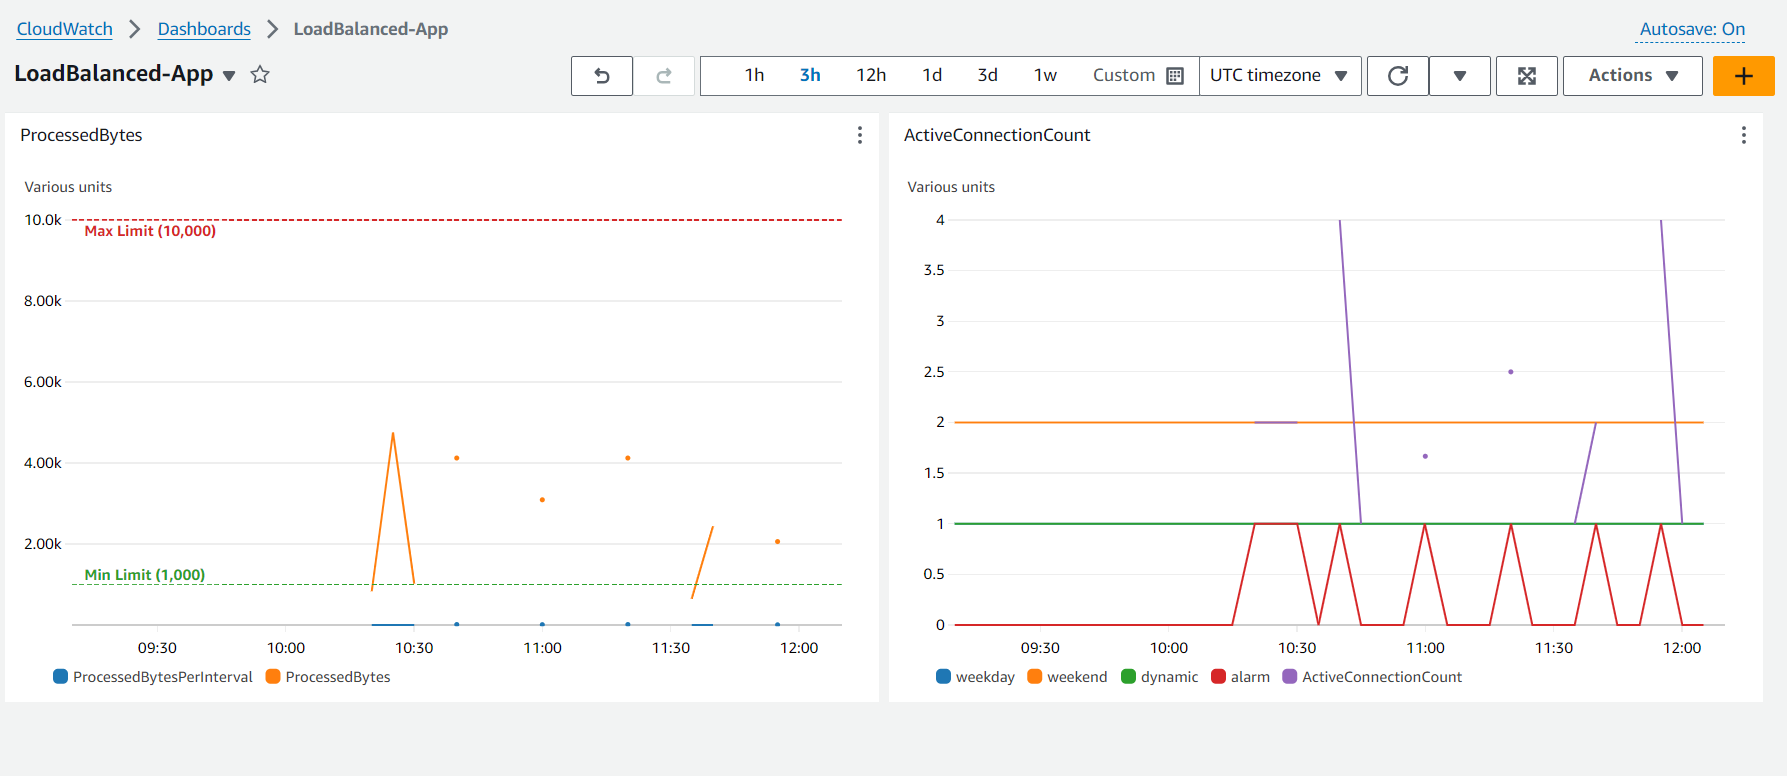 CloudWatch Dashboards LoadBalanced-App
Autosave: On
LoadBalanced-App
1h 3h 12h 1d 3d 1w Custom UTC timezone Actions
ProcessedBytes
Various units
10.0k
Max Limit (10,000)
8.00k
6.00k
4.00k
2.00k
Min Limit (1,000)
09:30 10:00 10:30 11:00 11:30 12:00
ProcessedBytesPerInterval ProcessedBytes
ActiveConnectionCount
Various units
4
3.5
3
2.5
2
1.5
1
0.5
0
09:30 10:00 10:30 11:00 11:30 12:00
weekday weekend dynamic alarm ActiveConnectionCount